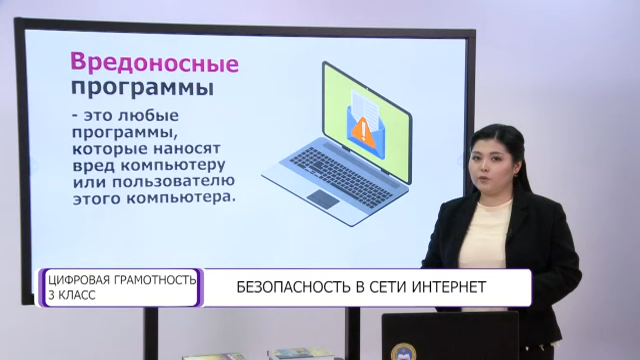 Вредоносные
программы
- это любые
программы,
которые наносят
вред компьютеру
или пользователю
этого компьютера.
ЦИФРОВАЯ ГРАМОТНОСТЬ
3 КЛАСС
БЕЗОПАСНОСТЬ В СЕТИ ИНТЕРНЕТ